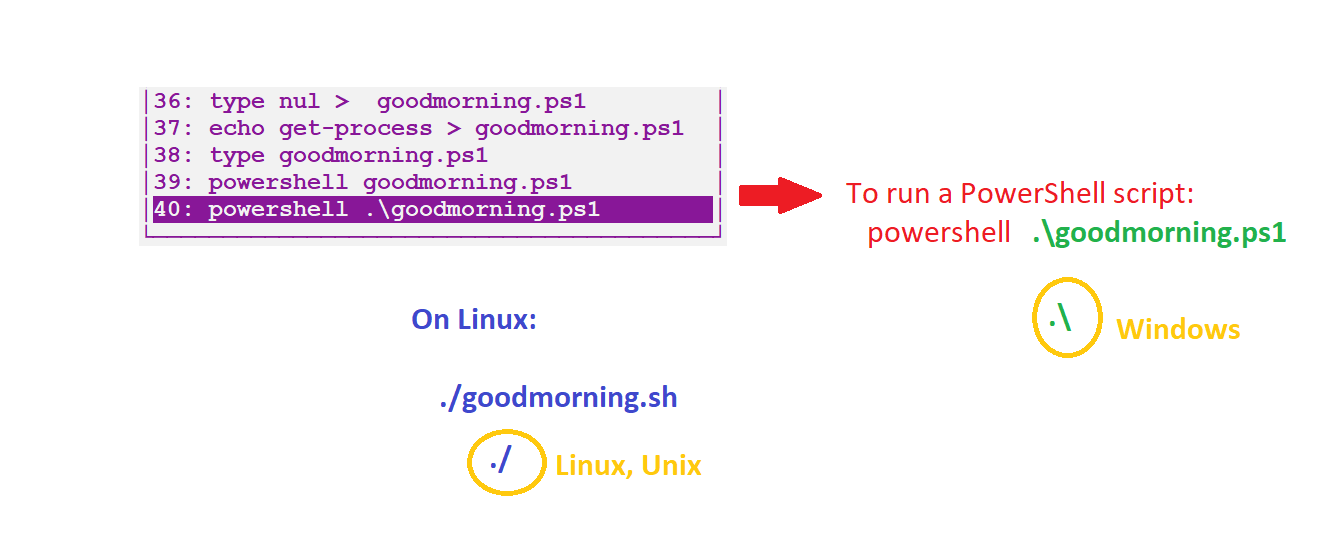 36: type nul >  goodmorning.ps1
37: echo get-process > goodmorning.ps1
38: type goodmorning.ps1
39: powershell goodmorning.ps1
40: powershell .\goodmorning.ps1
To run a PowerShell script:
powershell .\goodmorning.ps1
.\ Windows
On Linux:
./goodmorning.sh
./ Linux, Unix